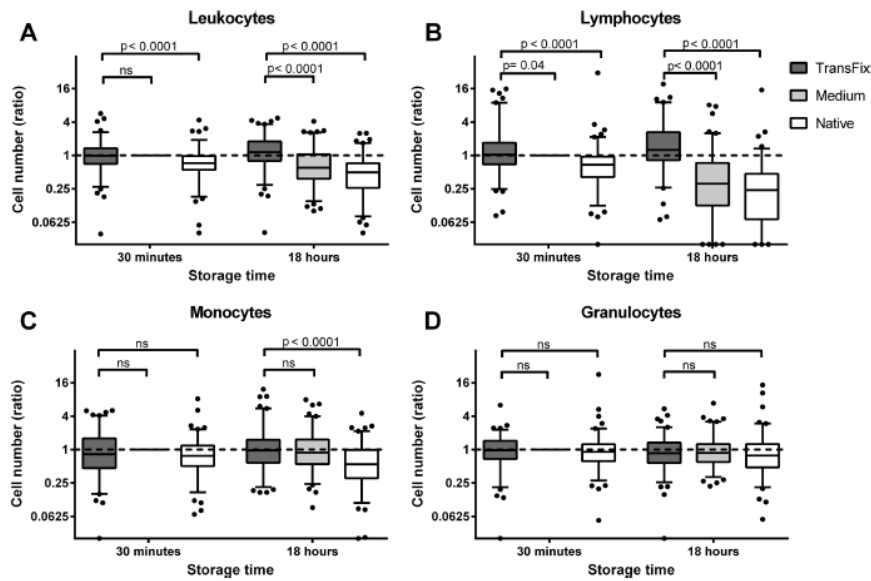 A
Leukocytes
p< 0.0001
ns
p< 0.0001
p< 0.0001
Cell number (ratio)
16
4
1
0.25
0.0625
30 minutes
18 hours
Storage time
B
Lymphocytes
p< 0.0001
p= 0.04
p< 0.0001
p< 0.0001
Cell number (ratio)
16
4
1
0.25
0.0625
30 minutes
18 hours
Storage time
TransFix
Medium
Native
C
Monocytes
ns
ns
p< 0.0001
ns
Cell number (ratio)
16
4
1
0.25
0.0625
30 minutes
18 hours
Storage time
D
Granulocytes
ns
ns
ns
ns
Cell number (ratio)
16
4
1
0.25
0.0625
30 minutes
18 hours
Storage time